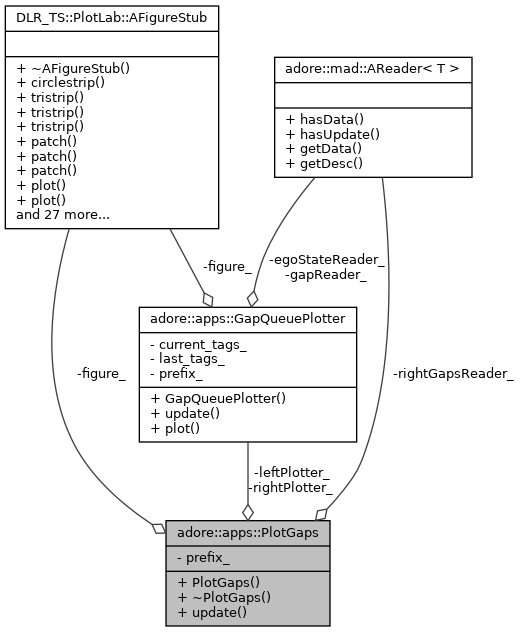 DLR_TS::PlotLab::AFigureStub
+ ~AFigureStub()
+ circlestrip()
+ tristrip()
+ tristrip()
+ tristrip()
+ patch()
+ patch()
+ patch()
+ plot()
+ plot()
and 27 more...
adore::mad::AReader< T >
+ hasData()
+ hasUpdate()
+ getData()
+ getDesc()
-figure_
-egoStateReader_
-gapReader_
adore::apps::GapQueuePlotter
- current_tags_
- last_tags_
- prefix_
+ GapQueuePlotter()
+ update()
+ plot()
-figure_
-rightGapsReader_
-leftPlotter_
-rightPlotter_
adore::apps::PlotGaps
- prefix_
+ PlotGaps()
+ ~PlotGaps()
+ update()